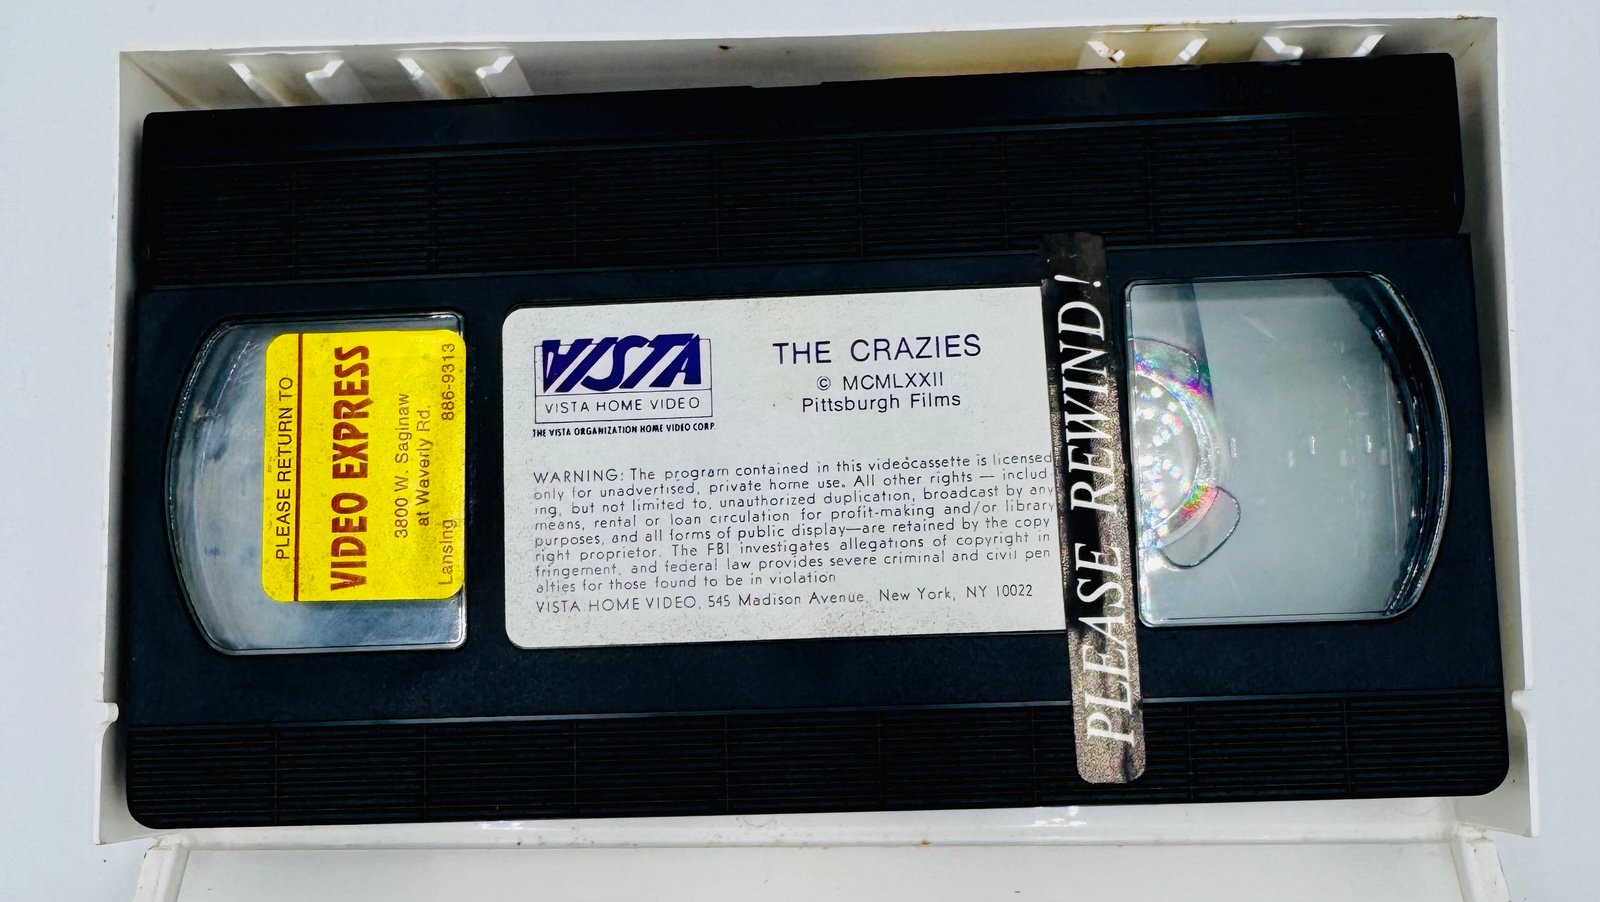 PLEASE RETURN TO
VIDEO EXPRESS
3800 W. Saginaw
at Waverly Rd.
Lansing 886-9313
VISTA
VISTA HOME VIDEO
THE VISTA ORGANIZATION HOME VIDEO CORP.
THE CRAZIES
© MCMLXXII
Pittsburgh Films
WARNING: The program contained in this videocassette is licensed
only for unadvertised, private home use. All other rights — includ
ing, but not limited to, unauthorized duplication, broadcast by any
means, rental or loan circulation for profit-making and/or library
purposes, and all forms of public display—are retained by the copy
right proprietor. The FBI investigates allegations of copyright in
fringement, and federal law provides severe criminal and civil pen
alties for those found to be in violation
VISTA HOME VIDEO, 545 Madison Avenue, New York, NY 10022
PLEASE REWIND!